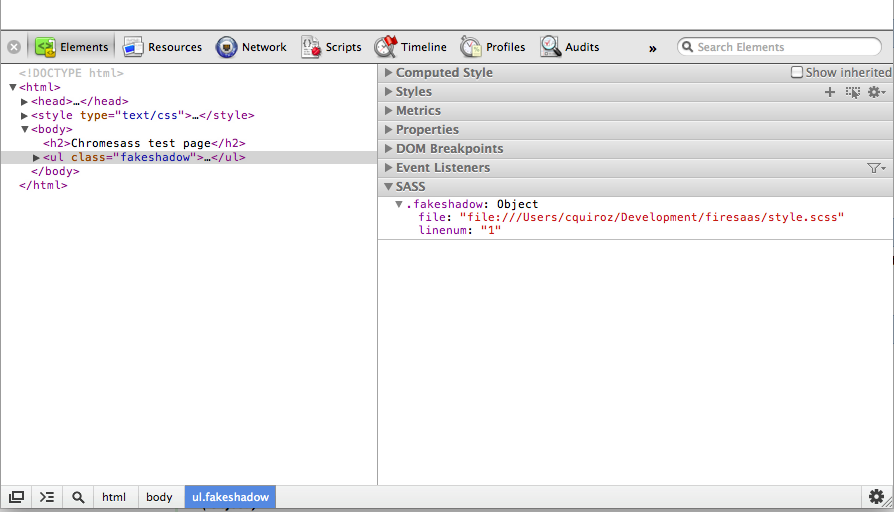 Elements Resources Network Scripts Timeline Profiles Audits » Search Elements
<!DOCTYPE html>
<html>
<head>…</head>
<style type="text/css">…</style>
<body>
<h2>Chromesass test page</h2>
<ul class="fakeshadow">…</ul>
</body>
</html>
Computed Style Show inherited
Styles
Metrics
Properties
DOM Breakpoints
Event Listeners
SASS
.fakeshadow: Object
file: "file:///Users/cquiroz/Development/firesaas/style.scss"
linenum: "1"
html body ul.fakeshadow